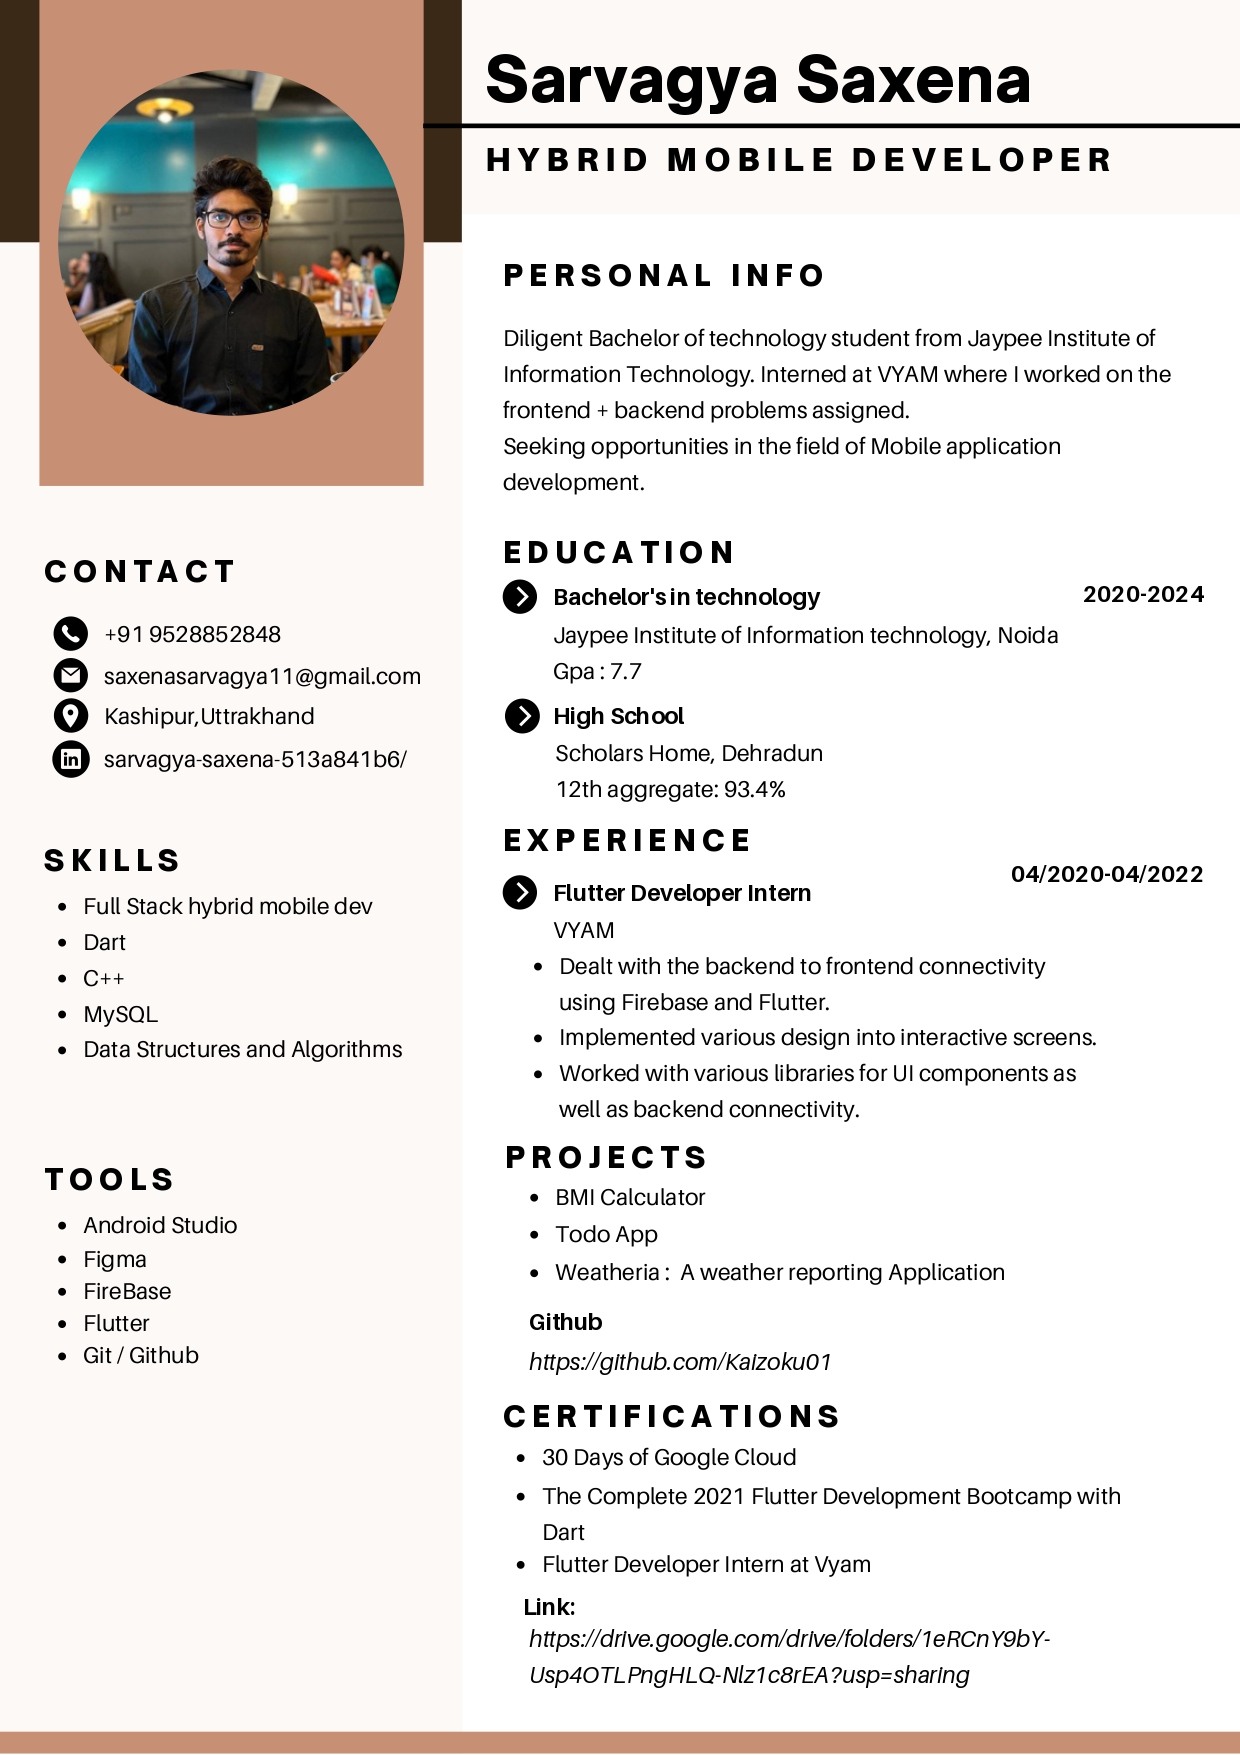 Sarvagya Saxena
HYBRID MOBILE DEVELOPER
CONTACT
+91 9528852848
saxenasarvagya11@gmail.com
Kashipur,Uttrakhand
sarvagya-saxena-513a841b6/
SKILLS
• Full Stack hybrid mobile dev
• Dart
• C++
• MySQL
• Data Structures and Algorithms
TOOLS
• Android Studio
• Figma
• FireBase
• Flutter
• Git / Github
PERSONAL INFO
Diligent Bachelor of technology student from Jaypee Institute of
Information Technology. Interned at VYAM where I worked on the
frontend + backend problems assigned.
Seeking opportunities in the field of Mobile application
development.
EDUCATION
Bachelor's in technology 2020-2024
Jaypee Institute of Information technology, Noida
Gpa : 7.7
High School
Scholars Home, Dehradun
12th aggregate: 93.4%
EXPERIENCE
04/2020-04/2022
Flutter Developer Intern
VYAM
• Dealt with the backend to frontend connectivity
using Firebase and Flutter.
• Implemented various design into interactive screens.
• Worked with various libraries for UI components as
well as backend connectivity.
PROJECTS
• BMI Calculator
• Todo App
• Weatheria : A weather reporting Application
Github
https://github.com/Kaizoku01
CERTIFICATIONS
• 30 Days of Google Cloud
• The Complete 2021 Flutter Development Bootcamp with
Dart
• Flutter Developer Intern at Vyam
Link:
https://drive.google.com/drive/folders/1eRCnY9bY-
Usp4OTLPngHLQ-Nlz1c8rEA?usp=sharing